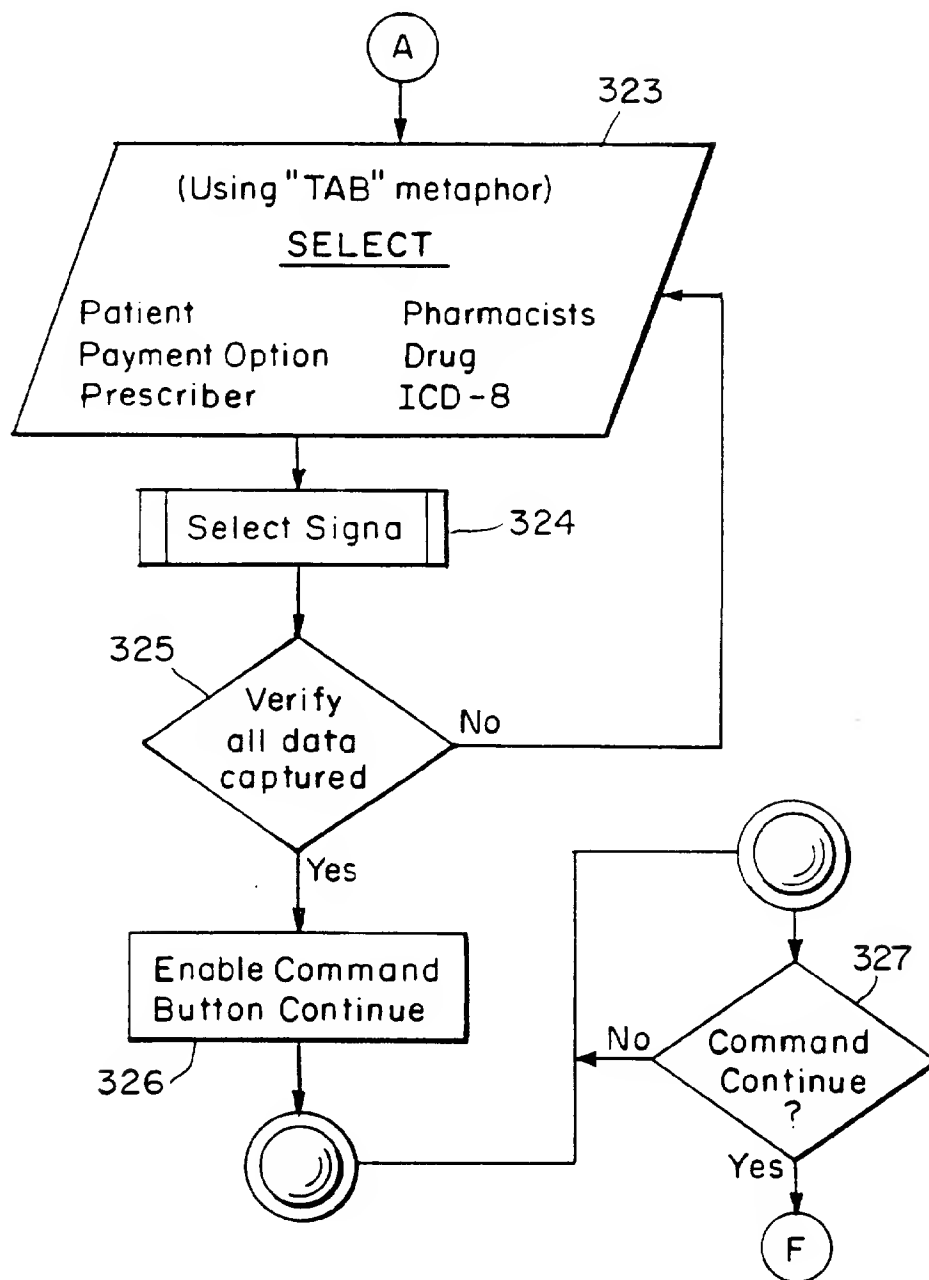 A
323
(Using "TAB" metaphor)
SELECT
Patient Pharmacists
Payment Option Drug
Prescriber ICD-8
Select Signa
324
325
Verify
all data
captured
No
Yes
Enable Command
Button Continue
326
327
No
Command
Continue
?
Yes
F